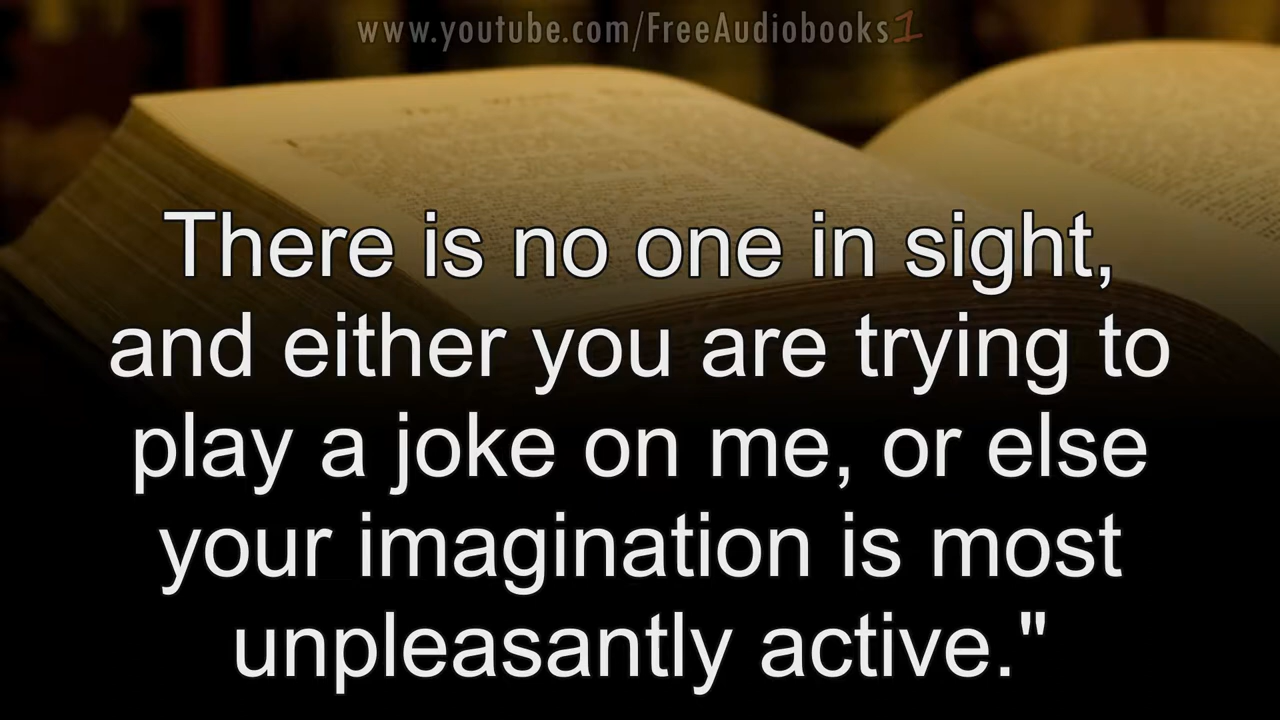 www.youtube.com/FreeAudiobooks1
There is no one in sight,
and either you are trying to
play a joke on me, or else
your imagination is most
unpleasantly active."